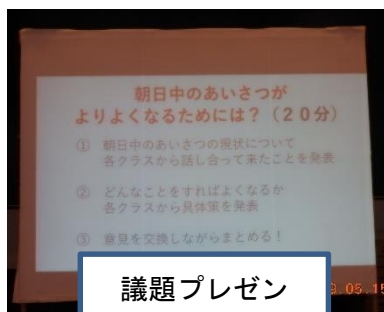 朝日中のあいさつが
よりよくなるためには？（２０分）
① 朝日中のあいさつの現状について
各クラスから話し合って来たことを発表
② どんなことをすればよくなるか
各クラスから具体策を発表
③ 意見を交換しながらまとめる！
議題プレゼン
9.05.15